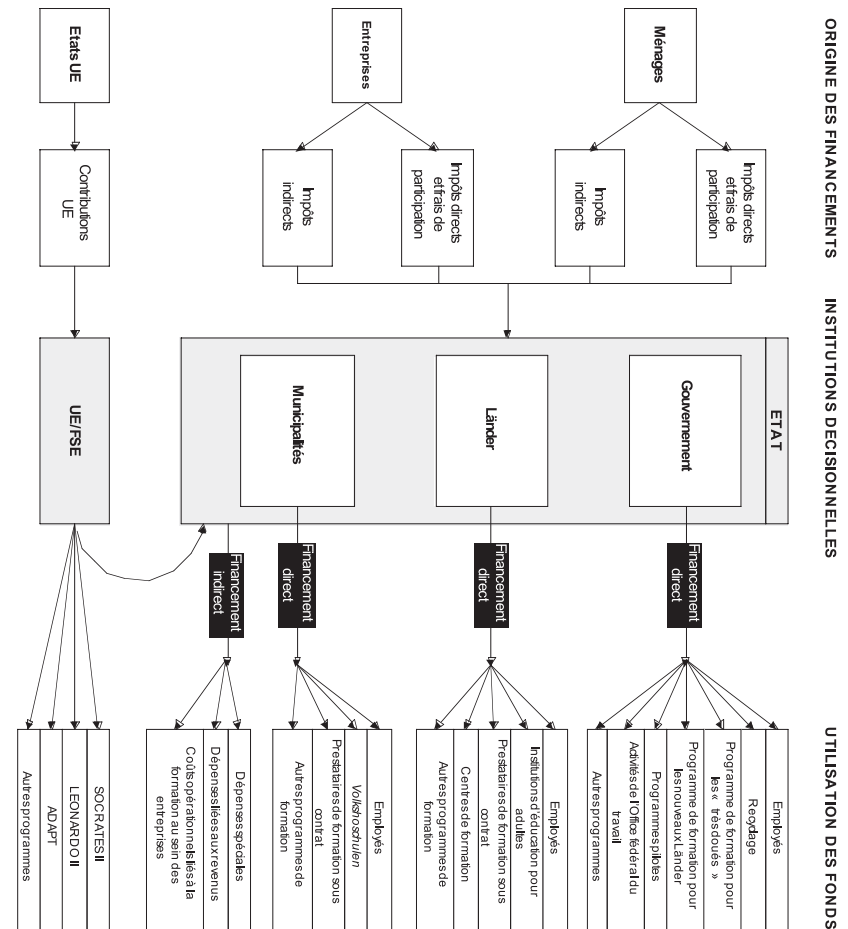 ORIGINE DES FINANCEMENTS
INSTITUTIONS DECISIONNELLES
UTILISATION DES FONDS
Ménages
Impôts directs
et frais de
participation
Impôts
indirects
Entreprises
Impôts directs
et frais de
participation
Impôts
indirects
Etats UE
Contributions
UE
ETAT
Gouvernement
Länder
Municipalités
UE/FSE
Financement
direct
Financement
direct
Financement
direct
Financement
indirect
Employés
Recyclage
Programme de formation pour
les « très doués »
Programme de formation pour
les nouveaux Länder
Programmes pilotes
Activités de l'Office fédéral du
travail
Autres programmes
Employés
Institutions d'éducation pour
adultes
Prestataires de formation sous
contrat
Centres de formation
Autres programmes de
formation
Employés
Volkshoschulen
Prestataires de formation sous
contrat
Autres programmes de
formation
Dépenses spéciales
Dépenses liées aux revenus
Coûts opérationnels liés à la
formation au sein des
entreprises
SOCRATES II
LEONARDO II
ADAPT
Autres programmes